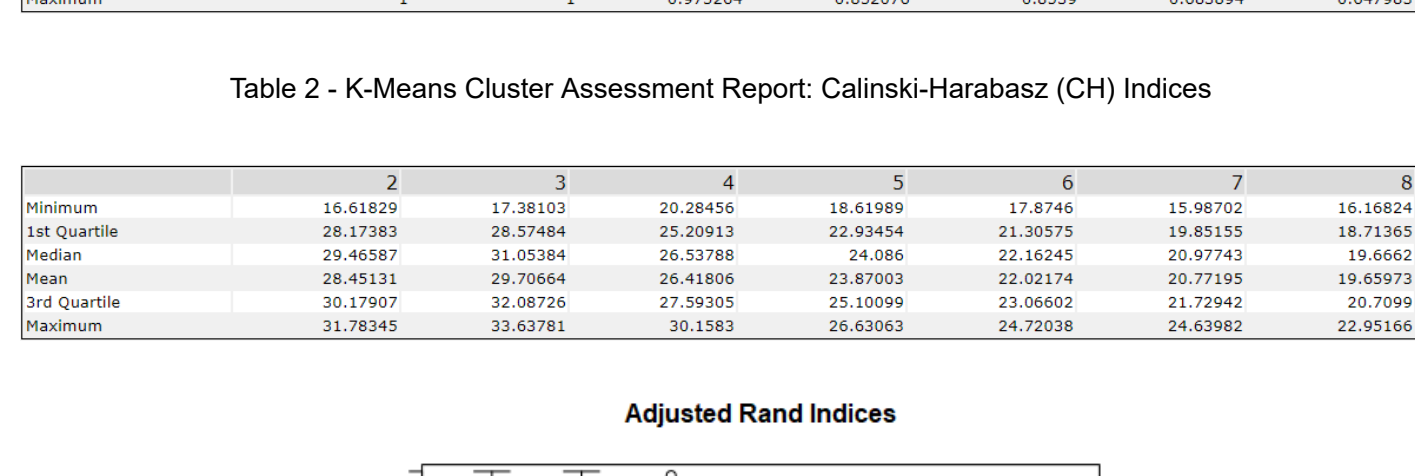 Table 2 - K-Means Cluster Assessment Report: Calinski-Harabasz (CH) Indices
2 3 4 5 6 7 8
Minimum 16.61829 17.38103 20.28456 18.61989 17.8746 15.98702 16.16824
1st Quartile 28.17383 28.57484 25.20913 22.93454 21.30575 19.85155 18.71365
Median 29.46587 31.05384 26.53788 24.086 22.16245 20.97743 19.6662
Mean 28.45131 29.70664 26.41806 23.87003 22.02174 20.77195 19.65973
3rd Quartile 30.17907 32.08726 27.59305 25.10099 23.06602 21.72942 20.7099
Maximum 31.78345 33.63781 30.1583 26.63063 24.72038 24.63982 22.95166
Adjusted Rand Indices